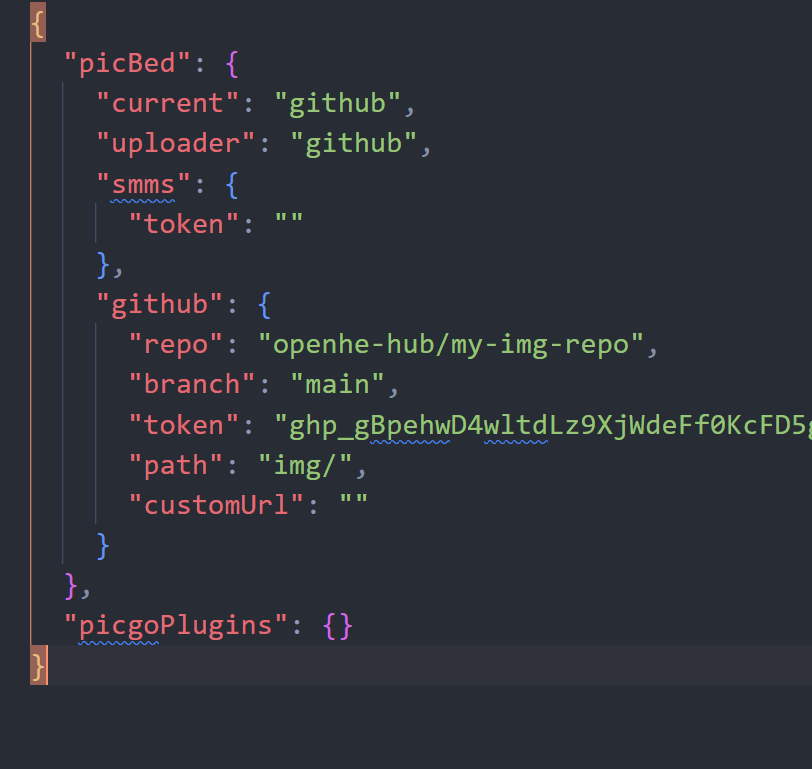 {
"picBed": {
"current": "github",
"uploader": "github",
"smms": {
"token": ""
},
"github": {
"repo": "openhe-hub/my-img-repo",
"branch": "main",
"token": "ghp_gBpehwD4wltdLz9XjWdeFf0KcFD5
"path": "img/",
"customUrl": ""
}
},
"picgoPlugins": {}
}